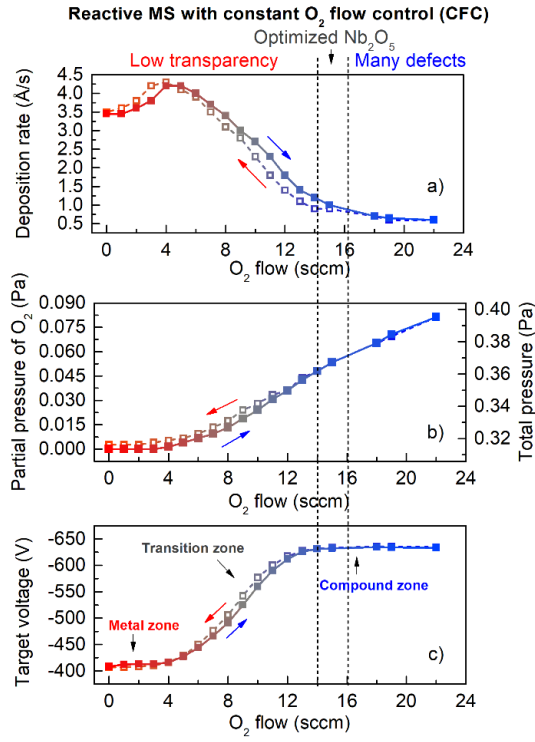 Reactive MS with constant O₂ flow control (CFC)
Optimized Nb₂O₅
Low transparency
Many defects
Deposition rate (Å/s)
4.5
4.0
3.5
3.0
2.5
2.0
1.5
1.0
0.5
a)
0 4 8 12 16 20 24
O₂ flow (sccm)
Partial pressure of O₂ (Pa)
0.090
0.075
0.060
0.045
0.030
0.015
0.000
b)
0.40
0.38
0.36
0.34
0.32
Total pressure (Pa)
0 2 4 6 8 10 12 14 16 18 20 22 24
O₂ flow (sccm)
Target voltage (V)
-650
-600
-550
-500
-450
-400
Transition zone
Metal zone
Compound zone
c)
0 2 4 6 8 10 12 14 16 18 20 22 24
O₂ flow (sccm)